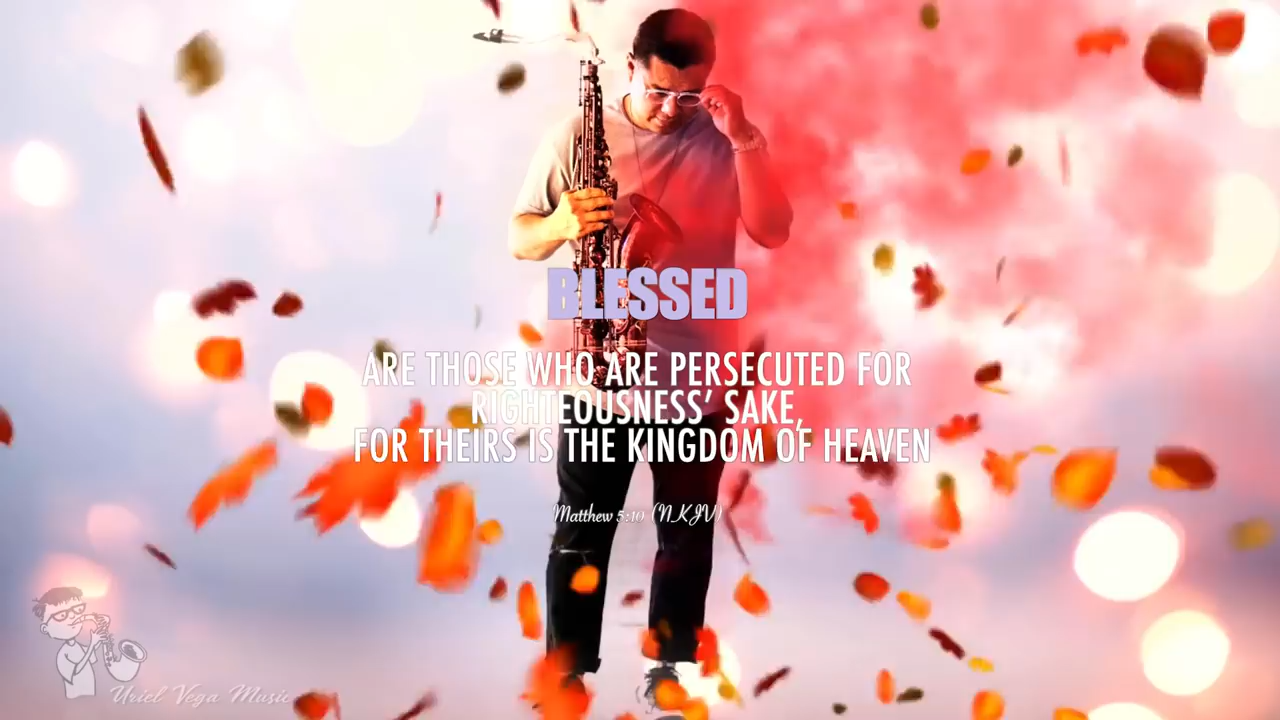 BLESSED
ARE THOSE WHO ARE PERSECUTED FOR
RIGHTEOUSNESS’ SAKE,
FOR THEIRS IS THE KINGDOM OF HEAVEN
Matthew 5:10 (NKJV)
Uriel Vega Music